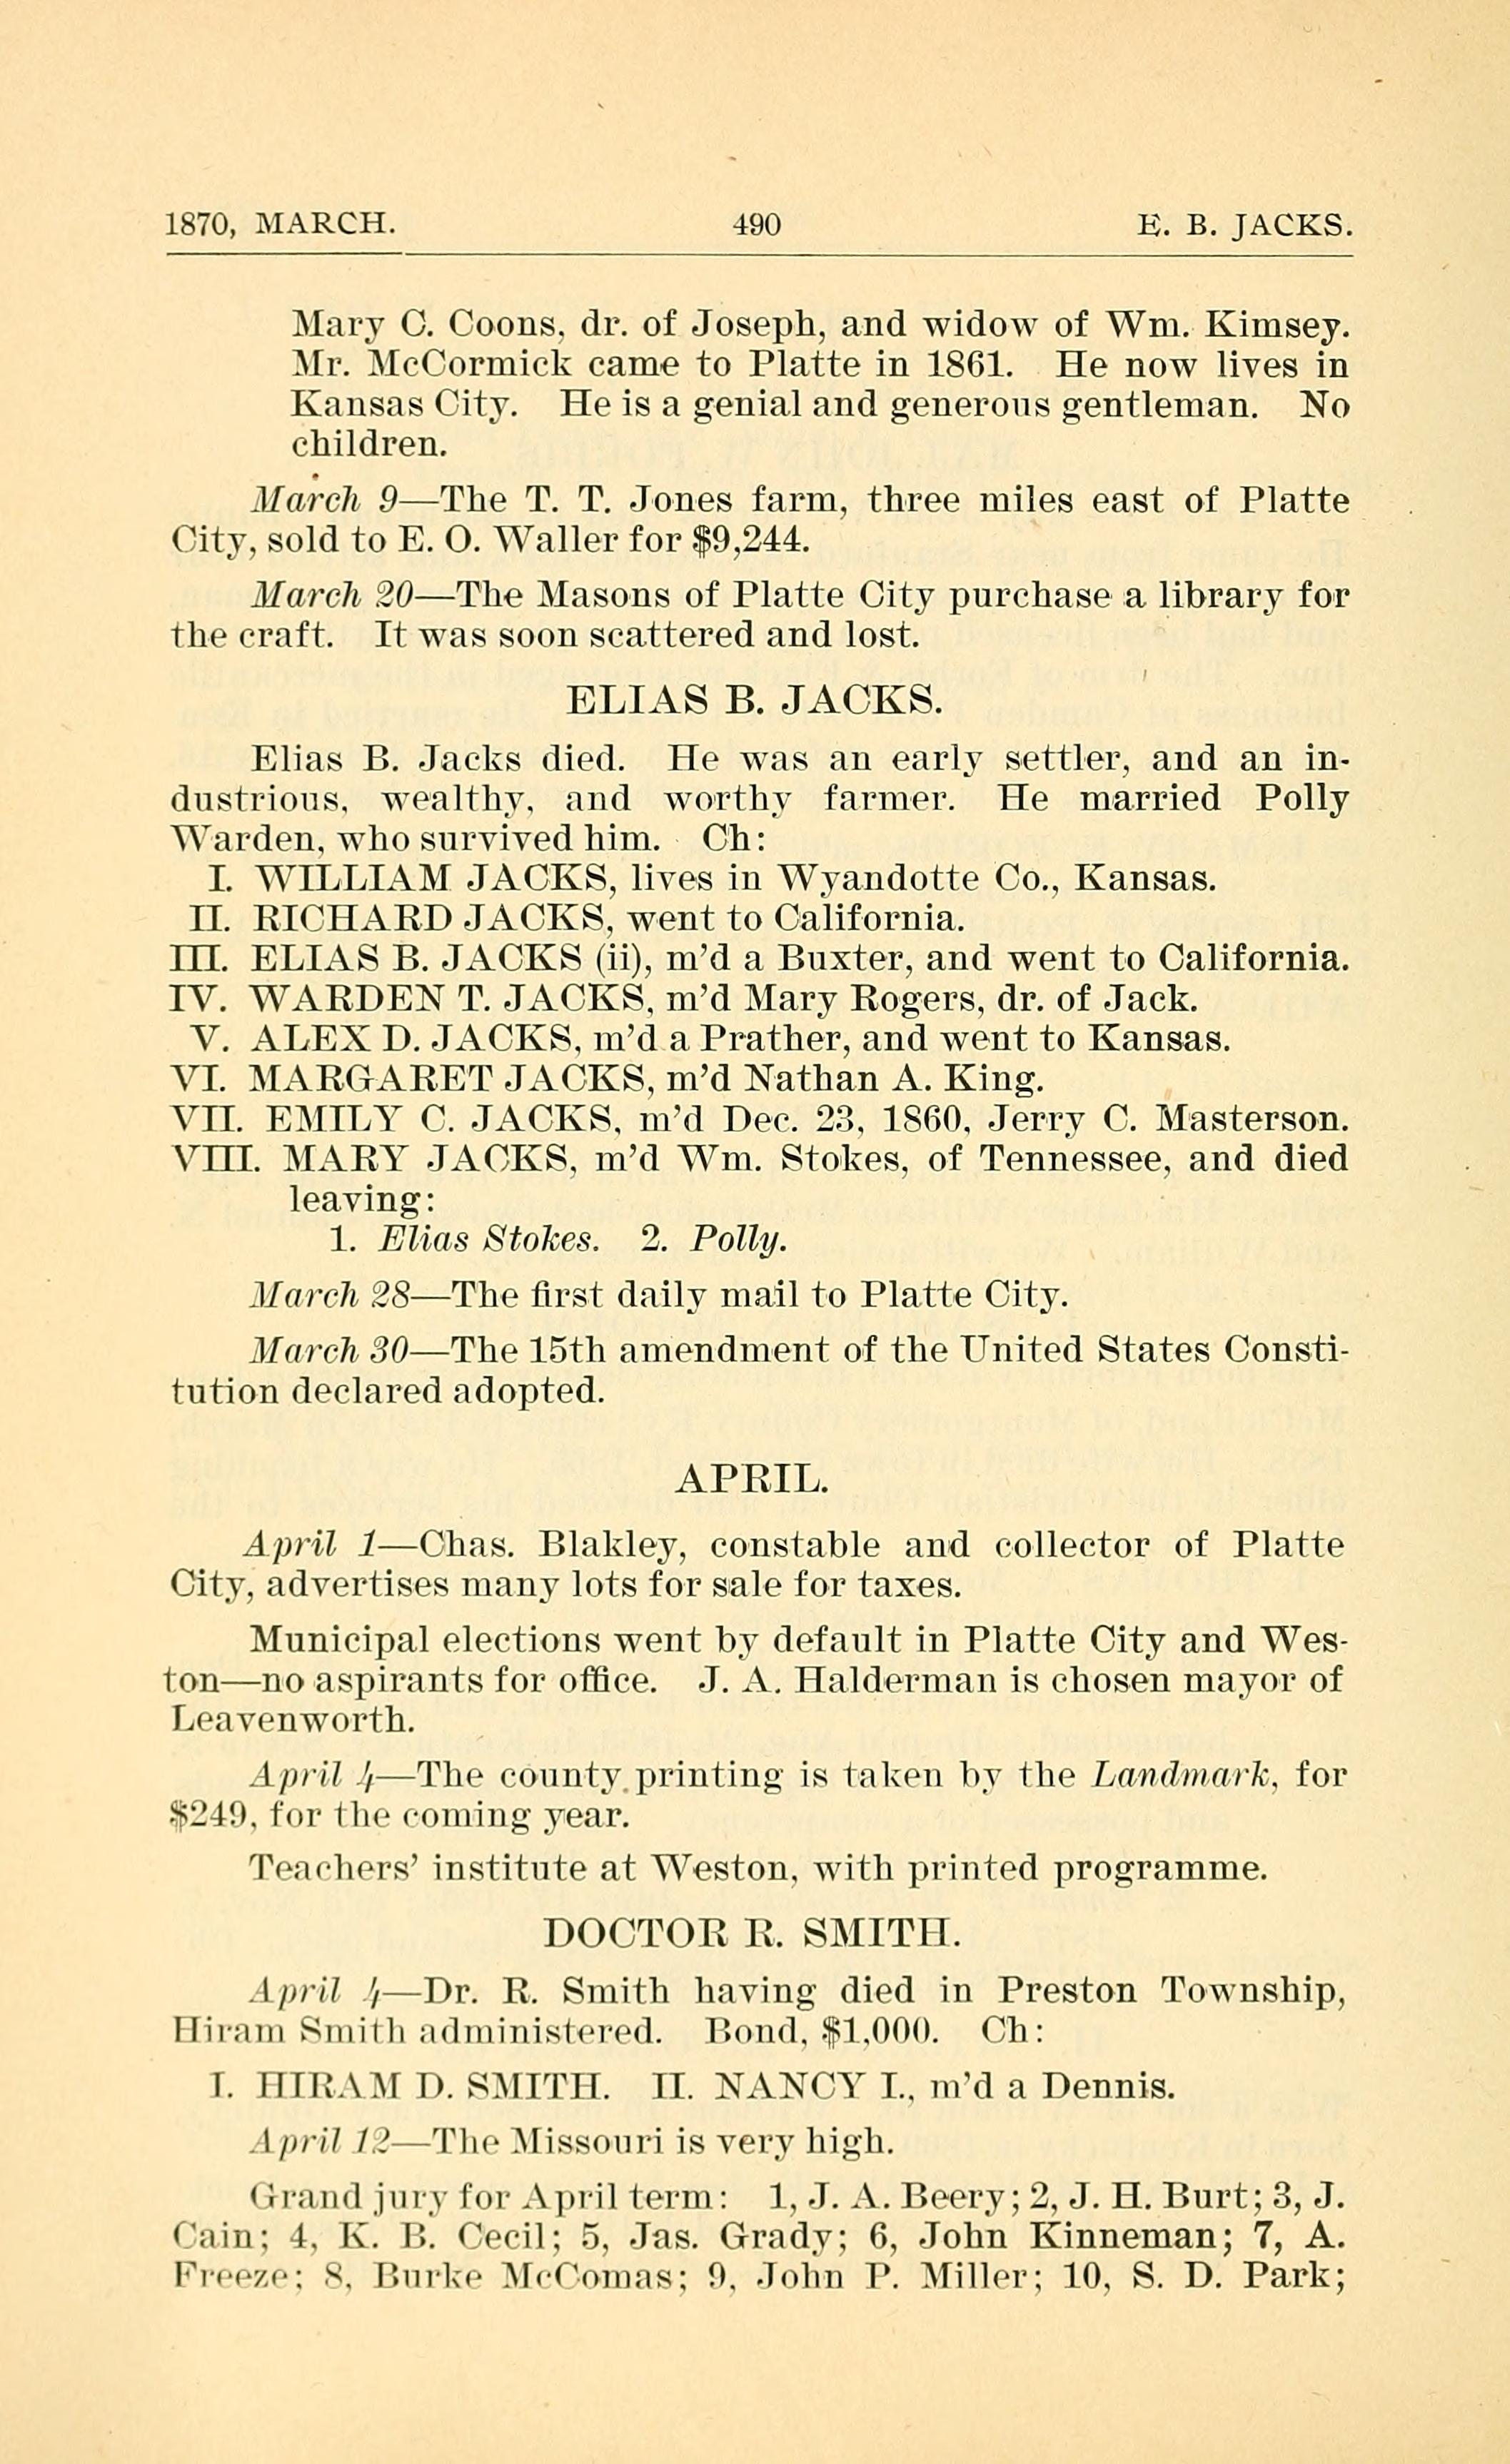 1870, MARCH. 490 E. B. JACKS.
Mary C. Coons, dr. of Joseph, and widow of Wm. Kimsey.
Mr. McCormick came to Platte in 1861. He now lives in
Kansas City. He is a genial and generous gentleman. No
children.
March 9—The T. T. Jones farm, three miles east of Platte
City, sold to E. O. Waller for $9,244.
March 20—The Masons of Platte City purchase a library for
the craft. It was soon scattered and lost.
ELIAS B. JACKS.
Elias B. Jacks died. He was an early settler, and an in-
dustrious, wealthy, and worthy farmer. He married Polly
Warden, who survived him. Ch:
I. WILLIAM JACKS, lives in Wyandotte Co., Kansas.
II. RICHARD JACKS, went to California.
III. ELIAS B. JACKS (ii), m'd a Buxter, and went to California.
IV. WARDEN T. JACKS, m'd Mary Rogers, dr. of Jack.
V. ALEX D. JACKS, m'd a Prather, and went to Kansas.
VI. MARGARET JACKS, m'd Nathan A. King.
VII. EMILY C. JACKS, m'd Dec. 23, 1860, Jerry C. Masterson.
VIII. MARY JACKS, m'd Wm. Stokes, of Tennessee, and died
leaving:
1. Elias Stokes. 2. Polly.
March 28—The first daily mail to Platte City.
March 30—The 15th amendment of the United States Consti-
tution declared adopted.
APRIL.
April 1—Chas. Blakley, constable and collector of Platte
City, advertises many lots for sale for taxes.
Municipal elections went by default in Platte City and Wes-
ton—no aspirants for office. J. A. Halderman is chosen mayor of
Leavenworth.
April 4—The county printing is taken by the Landmark, for
$249, for the coming year.
Teachers' institute at Weston, with printed programme.
DOCTOR R. SMITH.
April 4—Dr. R. Smith having died in Preston Township,
Hiram Smith administered. Bond, $1,000. Ch:
I. HIRAM D. SMITH. II. NANCY I., m'd a Dennis.
April 12—The Missouri is very high.
Grand jury for April term: 1, J. A. Beery; 2, J. H. Burt; 3, J.
Cain; 4, K. B. Cecil; 5, Jas. Grady; 6, John Kinneman; 7, A.
Freeze; 8, Burke McComas; 9, John P. Miller; 10, S. D. Park;